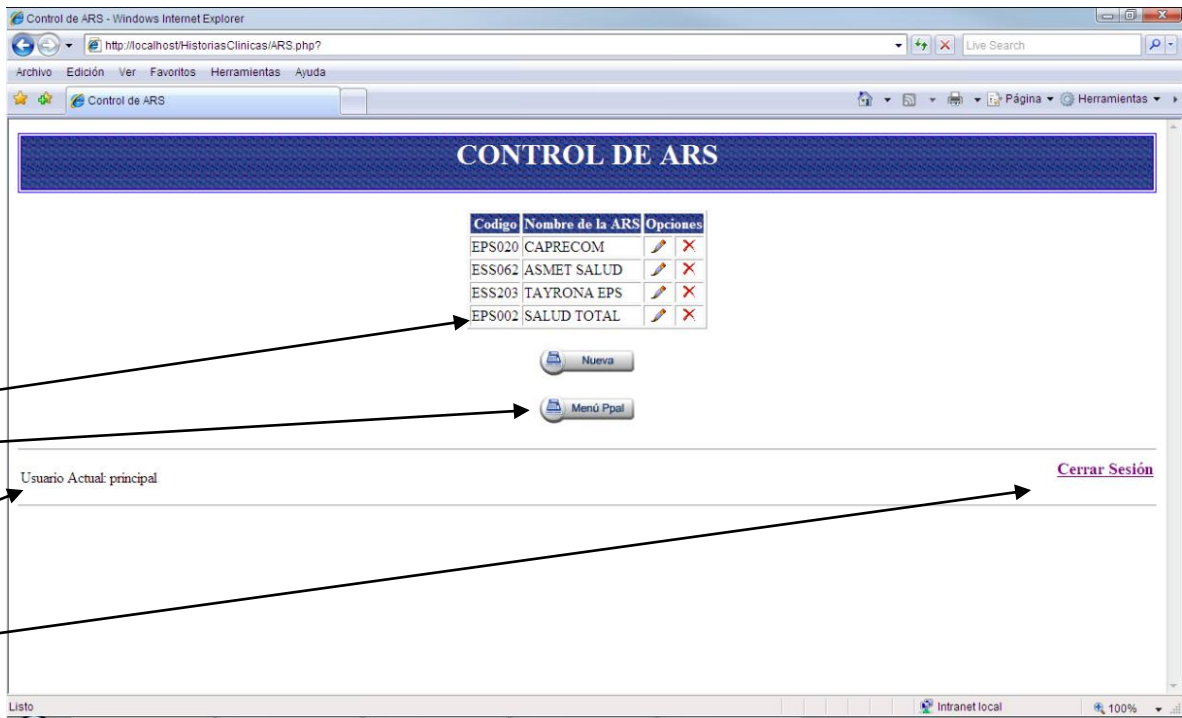 Control de ARS - Windows Internet Explorer
http://localhost/HistoriasClinicas/ARS.php?
Live Search
Archivo Edición Ver Favoritos Herramientas Ayuda
Control de ARS
Página
Herramientas
CONTROL DE ARS
Codigo Nombre de la ARS Opciones
EPS020 CAPRECOM
ESS062 ASMET SALUD
ESS203 TAYRONA EPS
EPS002 SALUD TOTAL
Nueva
Menú Ppal
Usuario Actual: principal
Cerrar Sesión
Listo
Intranet local
100%